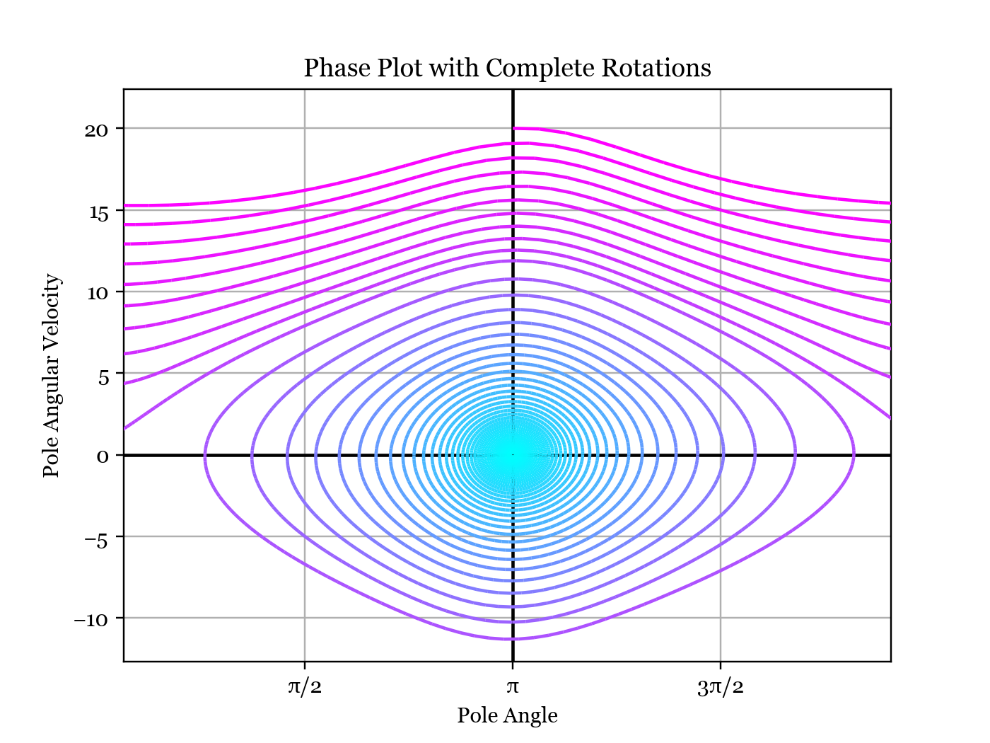 Phase Plot with Complete Rotations
20
15
10
5
0
−5
−10
Pole Angular Velocity
π/2
π
3π/2
Pole Angle